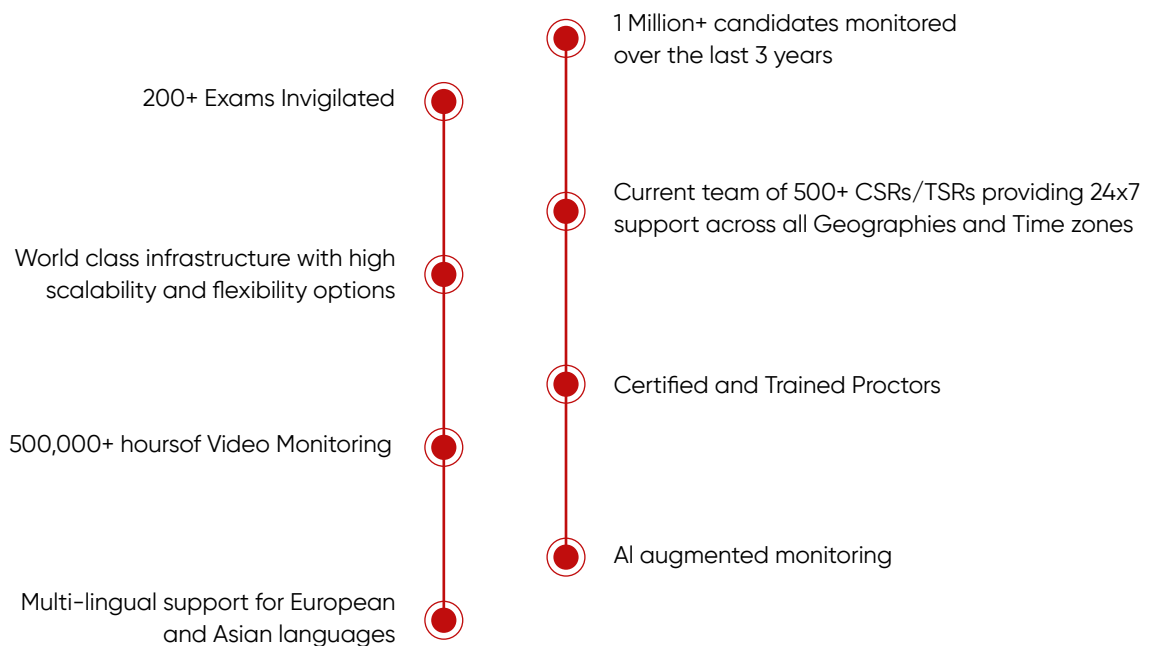 1 Million+ candidates monitored
over the last 3 years
200+ Exams Invigilated
Current team of 500+ CSRs/TSRs providing 24x7
support across all Geographies and Time zones
World class infrastructure with high
scalability and flexibility options
Certified and Trained Proctors
500,000+ hoursof Video Monitoring
AI augmented monitoring
Multi-lingual support for European
and Asian languages